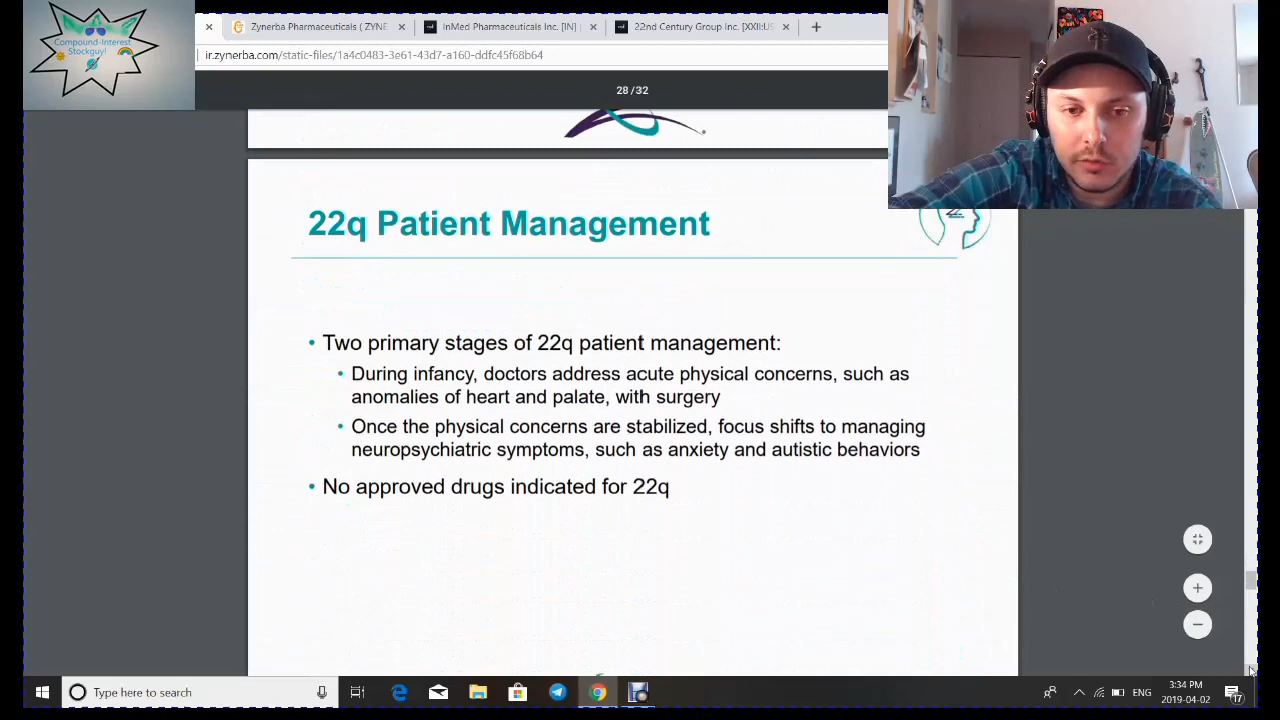 Compound-Interest
Stockguy!
Zynerba Pharmaceuticals ( ZYNE
InMed Pharmaceuticals Inc. [IN]
22nd Century Group Inc. [XXII:US
ir.zynerba.com/static-files/1a4c0483-3e61-43d7-a160-ddfc45f68b64
28 / 32
22q Patient Management
• Two primary stages of 22q patient management:
• During infancy, doctors address acute physical concerns, such as
anomalies of heart and palate, with surgery
• Once the physical concerns are stabilized, focus shifts to managing
neuropsychiatric symptoms, such as anxiety and autistic behaviors
• No approved drugs indicated for 22q
Type here to search
ENG
3:34 PM
2019-04-02
17